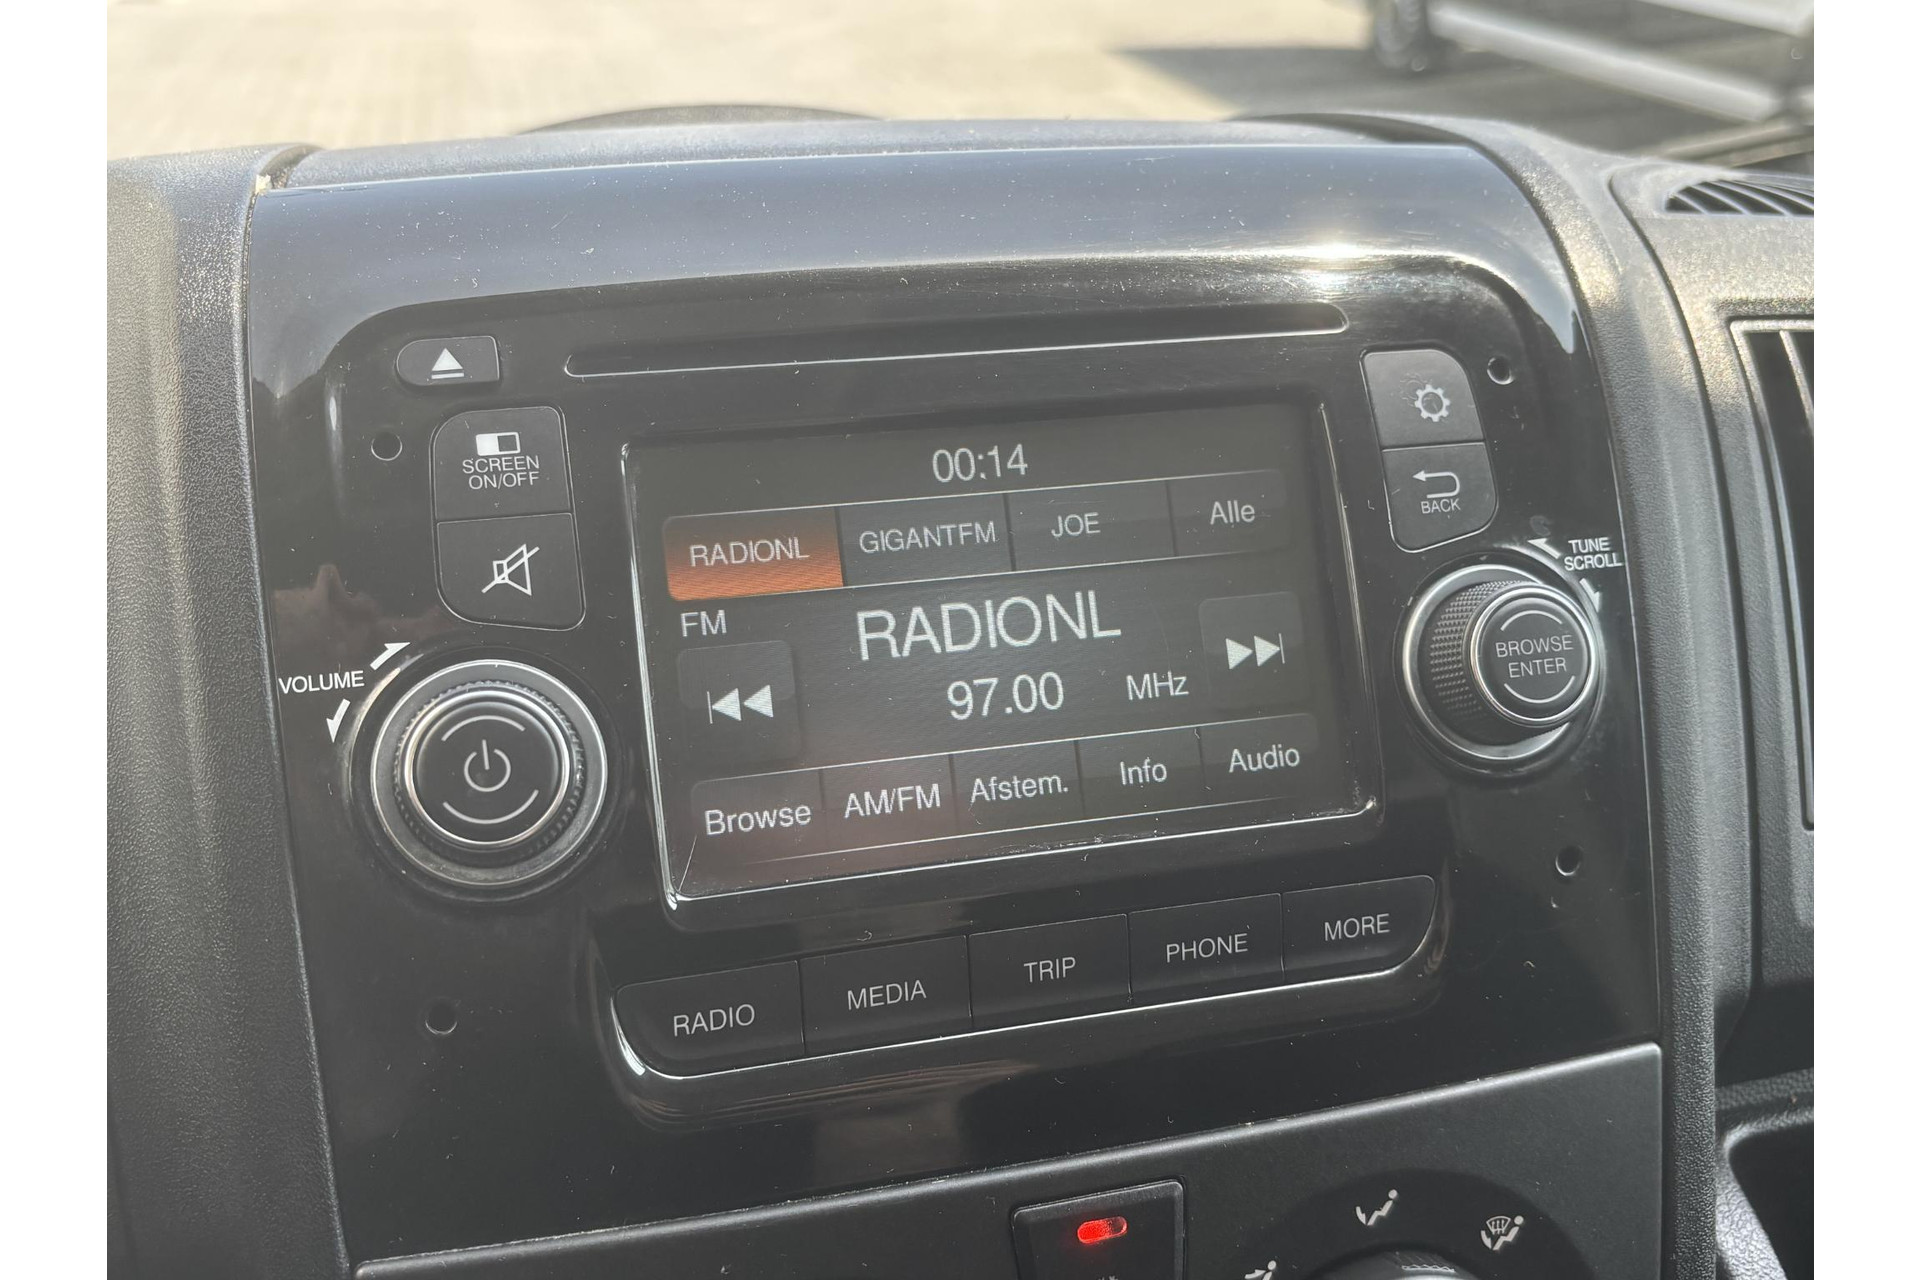 SCREEN
ON/OFF
VOLUME
00:14
RADIONL GIGANTFM JOE Alle
FM
RADIONL
97.00 MHz
Browse AM/FM Afstem. Info Audio
BACK
TUNE
SCROLL
BROWSE
ENTER
RADIO MEDIA TRIP PHONE MORE